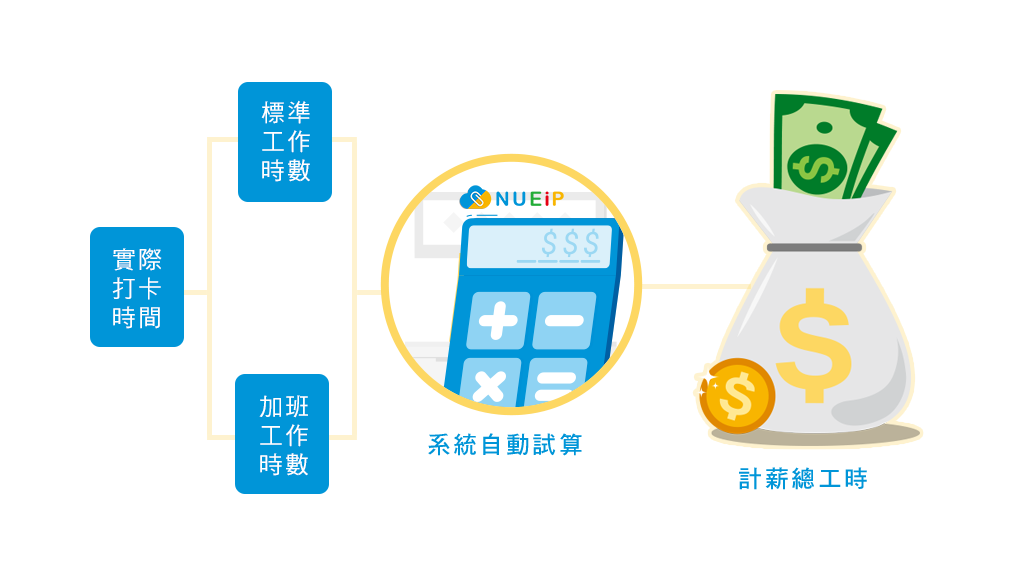 實際
打卡
時間
標準
工作
時數
加班
工作
時數
NUEiP
$$$
系統自動試算
$
$
$
計薪總工時